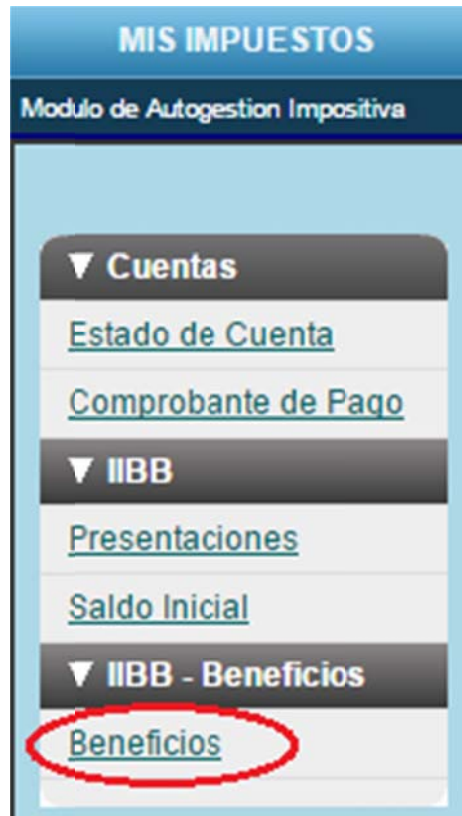 MIS IMPUESTOS
Modulo de Autogestion Impositiva
▼ Cuentas
Estado de Cuenta
Comprobante de Pago
▼ IIBB
Presentaciones
Saldo Inicial
▼ IIBB - Beneficios
Beneficios